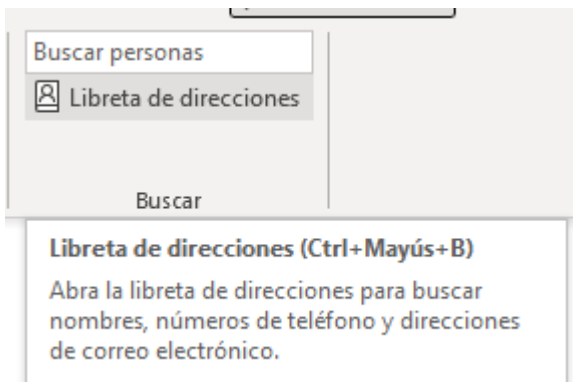 Buscar personas
Libreta de direcciones
Buscar
Libreta de direcciones (Ctrl+Mayús+B)
Abra la libreta de direcciones para buscar
nombres, números de teléfono y direcciones
de correo electrónico.